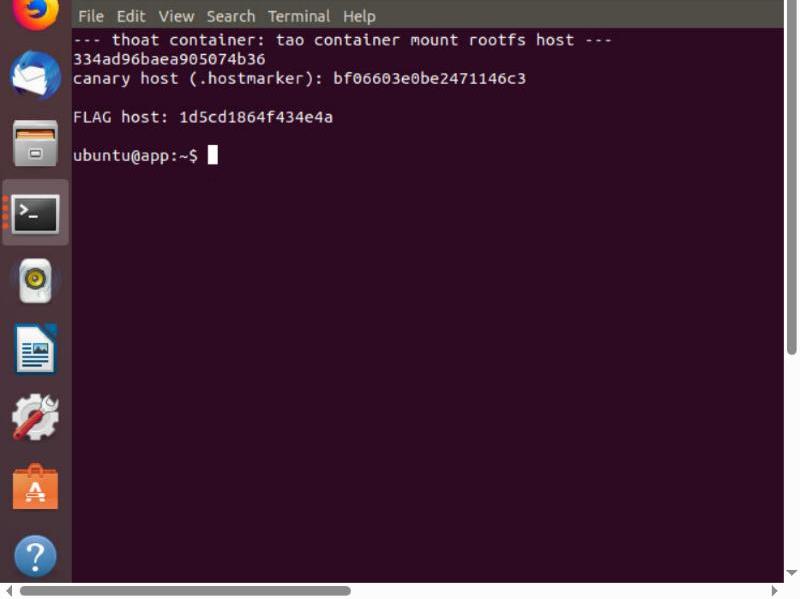 File Edit View Search Terminal Help
--- thoat container: tao container mount rootfs host ---
334ad96baea905074b36
canary host (.hostmarker): bf06603e0be2471146c3
FLAG host: 1d5cd1864f434e4a
ubuntu@app:~$